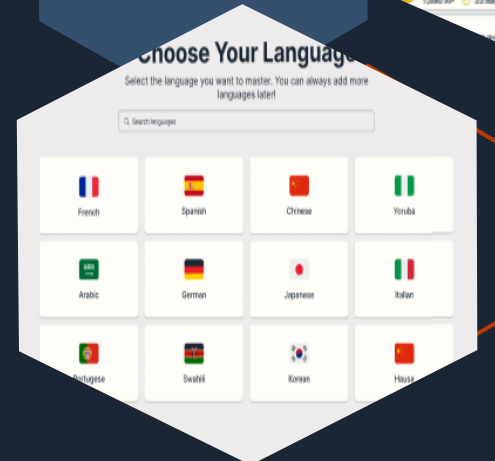 Choose Your Language
Select the language you want to master. You can always add more
languages later!
Search languages
French
Spanish
Chinese
Yoruba
Arabic
German
Japanese
Italian
Portugese
Swahili
Korean
Hausa